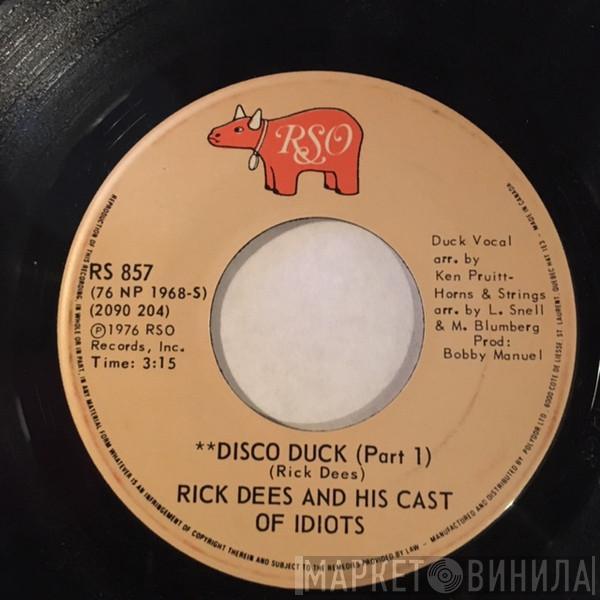 RSO
RS 857
(76 NP 1968-S)
(2090 204)
Ⓟ1976 RSO
Records, Inc.
Time: 3:15
Duck Vocal
arr. by
Ken Pruitt-
Horns & Strings
arr. by L. Snell
& M. Blumberg
Prod:
Bobby Manuel
**DISCO DUCK (Part 1)
(Rick Dees)
RICK DEES AND HIS CAST
OF IDIOTS
REPRODUCTION OF THIS RECORDING, IN WHOLE OR IN PART, IN ANY MATERIAL FORM WHATEVER IS AN INFRINGEMENT OF COPYRIGHT THEREIN AND SUBJECT TO THE REMEDIES PROVIDED BY LAW — MANUFACTURED AND DISTRIBUTED BY POLYDOR LTD. 6000 COTE DE LIESSE, ST. LAURENT, QUEBEC H4T 1E3. — MADE IN CANADA
МАРКЕТ ВИНИЛА